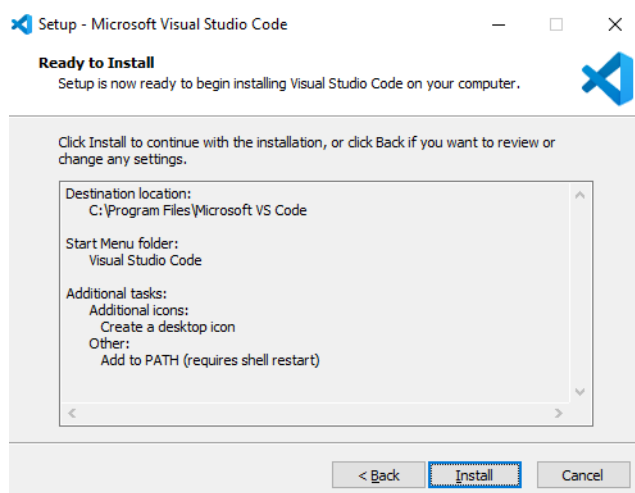 Setup - Microsoft Visual Studio Code
Ready to Install
Setup is now ready to begin installing Visual Studio Code on your computer.
Click Install to continue with the installation, or click Back if you want to review or
change any settings.
Destination location:
C:\Program Files\Microsoft VS Code
Start Menu folder:
Visual Studio Code
Additional tasks:
Additional icons:
Create a desktop icon
Other:
Add to PATH (requires shell restart)
< Back
Install
Cancel